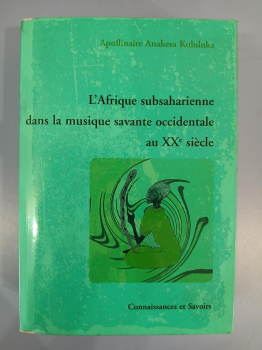 Apollinaire Anakesa Kululuka
L'Afrique subsaharienne
dans la musique savante occidentale
au XXe siècle
Connaissances et Savoirs